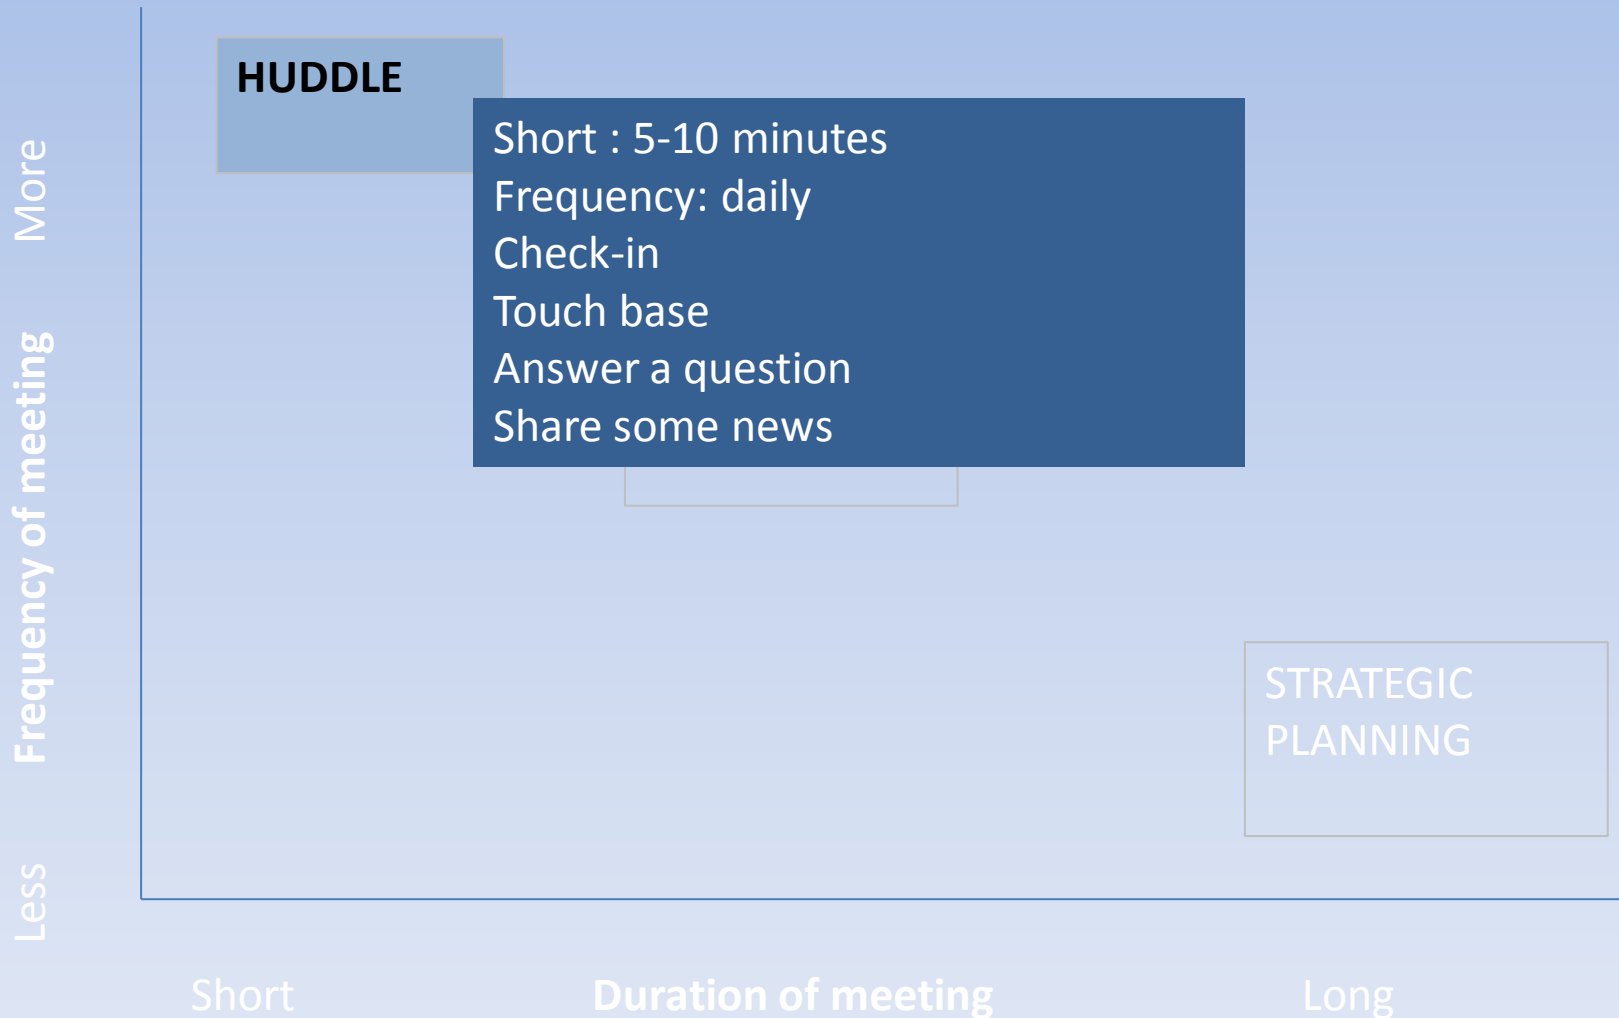 HUDDLE
Short : 5-10 minutes
Frequency: daily
Check-in
Touch base
Answer a question
Share some news
STRATEGIC
PLANNING
More
Frequency of meeting
Less
Short
Duration of meeting
Long